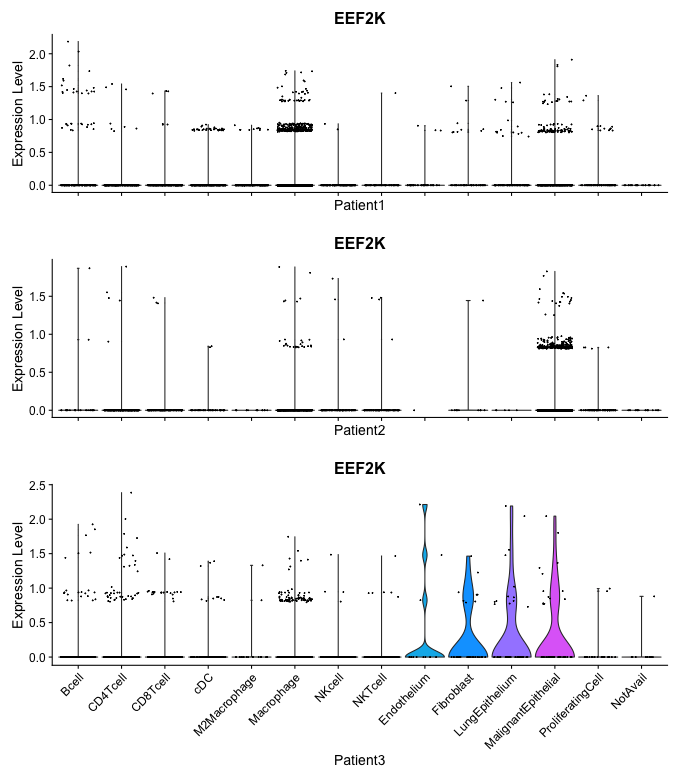 EEF2K
Expression Level
2.0
1.5
1.0
0.5
0.0
Patient1
EEF2K
Expression Level
1.5
1.0
0.5
0.0
Patient2
EEF2K
Expression Level
2.5
2.0
1.5
1.0
0.5
0.0
Bcell
CD4Tcell
CD8Tcell
cDC
M2Macrophage
Macrophage
NKcell
NKTcell
Endothelium
Fibroblast
LungEpithelium
MalignantEpithelial
ProliferatingCell
NotAvail
Patient3